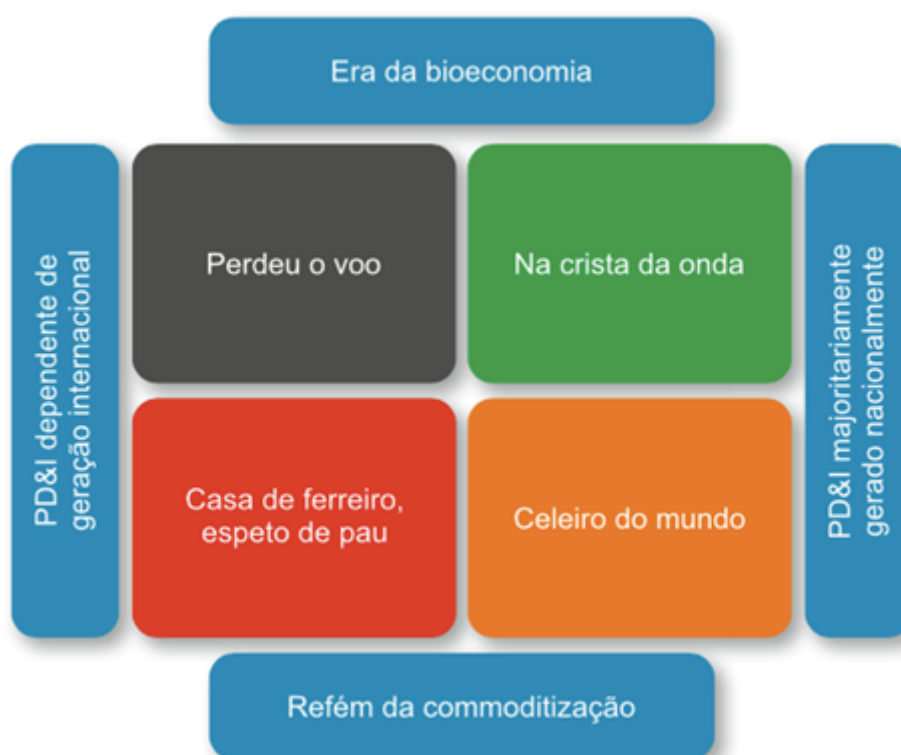 Era da bioeconomia
PD&I dependente de
geração internacional
Perdeu o voo
Na crista da onda
PD&I majoritariamente
gerado nacionalmente
Casa de ferreiro,
espeto de pau
Celeiro do mundo
Refém da commoditização